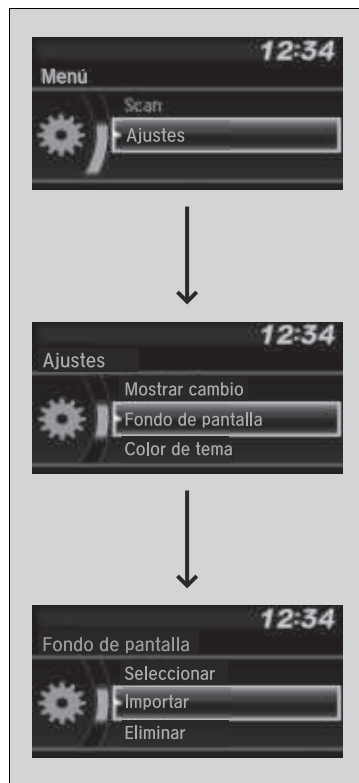 12:34
Menú
Scan
Ajustes
12:34
Ajustes
Mostrar cambio
Fondo de pantalla
Color de tema
12:34
Fondo de pantalla
Seleccionar
Importar
Eliminar